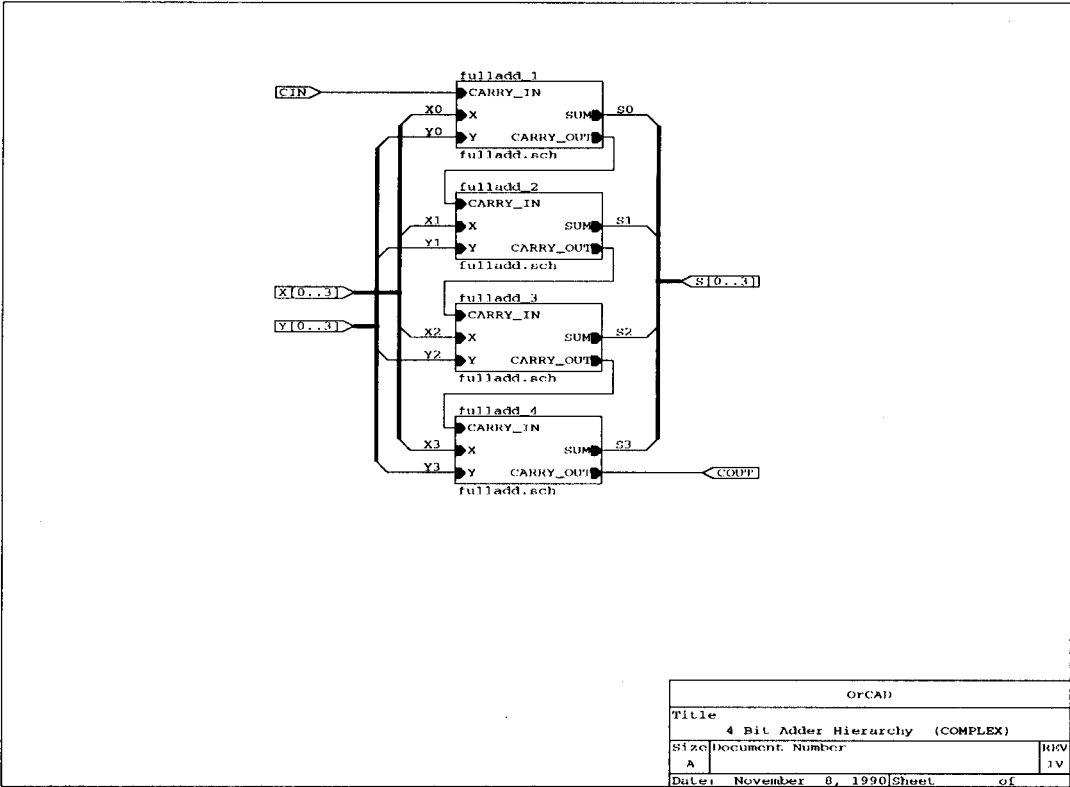 fulladd_1
CIN
CARRY_IN
X0 X SUM S0
Y0 Y CARRY_OUT
fulladd.sch
fulladd_2
CARRY_IN
X1 X SUM S1
Y1 Y CARRY_OUT
fulladd.sch
S[0..3]
X[0..3]
fulladd_3
CARRY_IN
Y[0..3]
X2 X SUM S2
Y2 Y CARRY_OUT
fulladd.sch
fulladd_4
CARRY_IN
X3 X SUM S3
Y3 Y CARRY_OUT COUT
fulladd.sch
OrCAD
Title
4 Bit Adder Hierarchy (COMPLEX)
Size Document Number REV
A 1V
Date: November 8, 1990 Sheet of